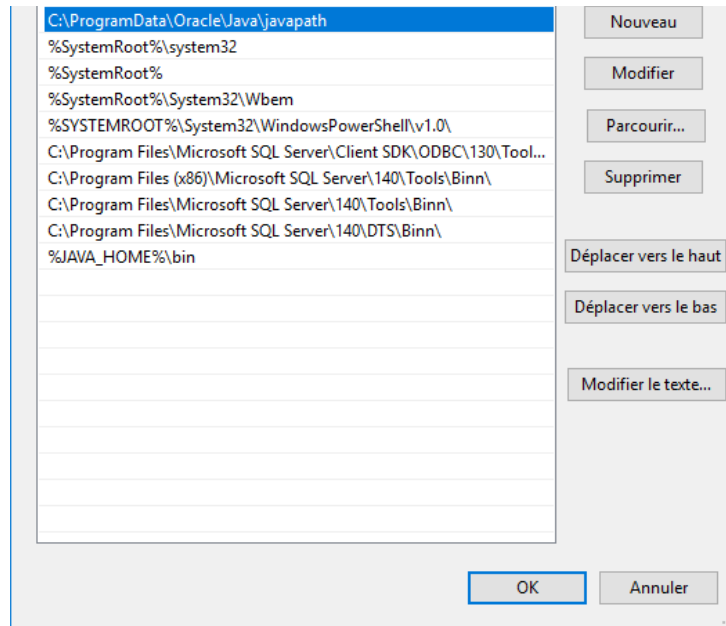 C:\ProgramData\Oracle\Java\javapath
%SystemRoot%\system32
%SystemRoot%
%SystemRoot%\System32\Wbem
%SYSTEMROOT%\System32\WindowsPowerShell\v1.0\
C:\Program Files\Microsoft SQL Server\Client SDK\ODBC\130\Tool...
C:\Program Files (x86)\Microsoft SQL Server\140\Tools\Binn\
C:\Program Files\Microsoft SQL Server\140\Tools\Binn\
C:\Program Files\Microsoft SQL Server\140\DTS\Binn\
%JAVA_HOME%\bin
Nouveau
Modifier
Parcourir...
Supprimer
Déplacer vers le haut
Déplacer vers le bas
Modifier le texte...
OK
Annuler